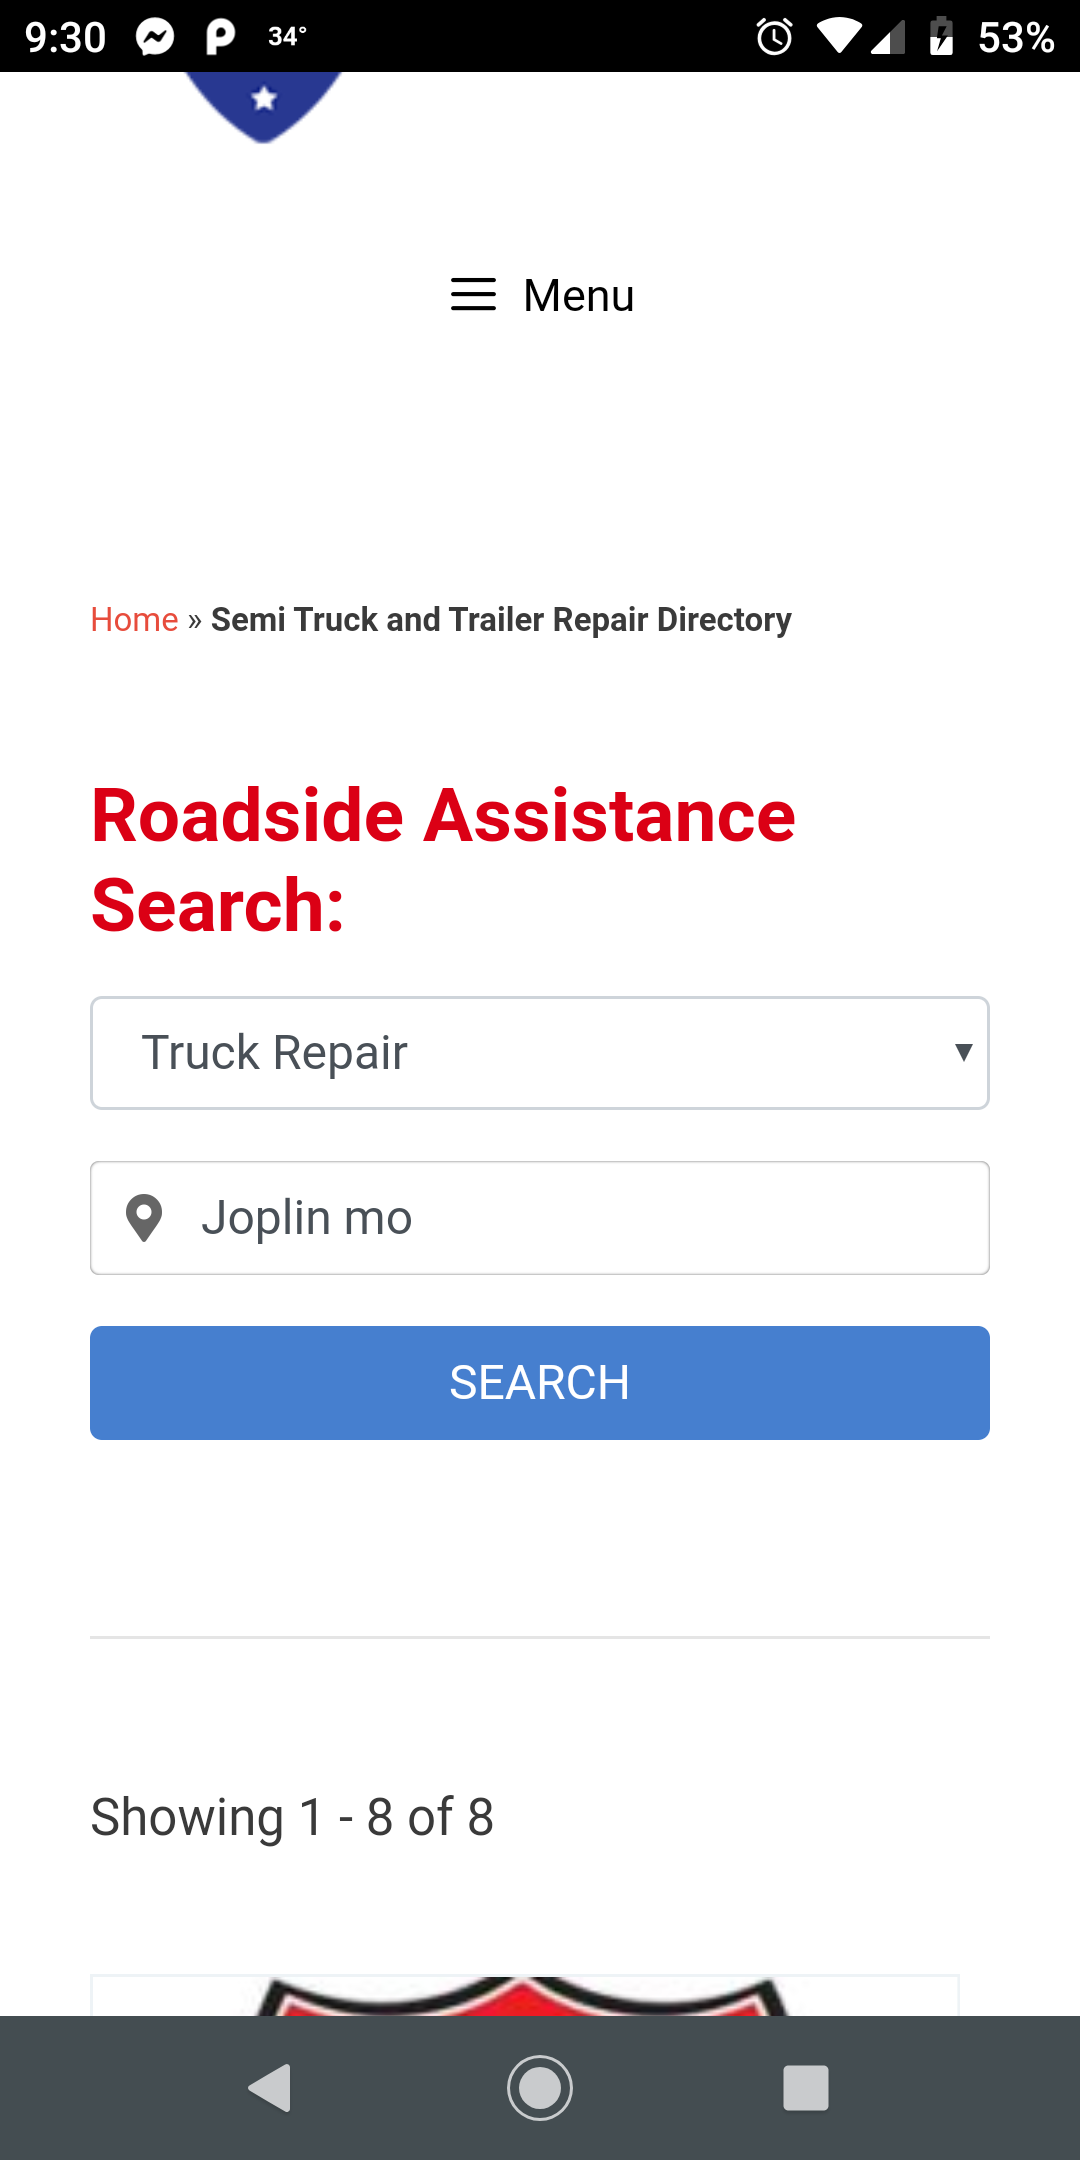 9:30 34° 53%
Menu
Home » Semi Truck and Trailer Repair Directory
Roadside Assistance
Search:
Truck Repair
Joplin mo
SEARCH
Showing 1 - 8 of 8